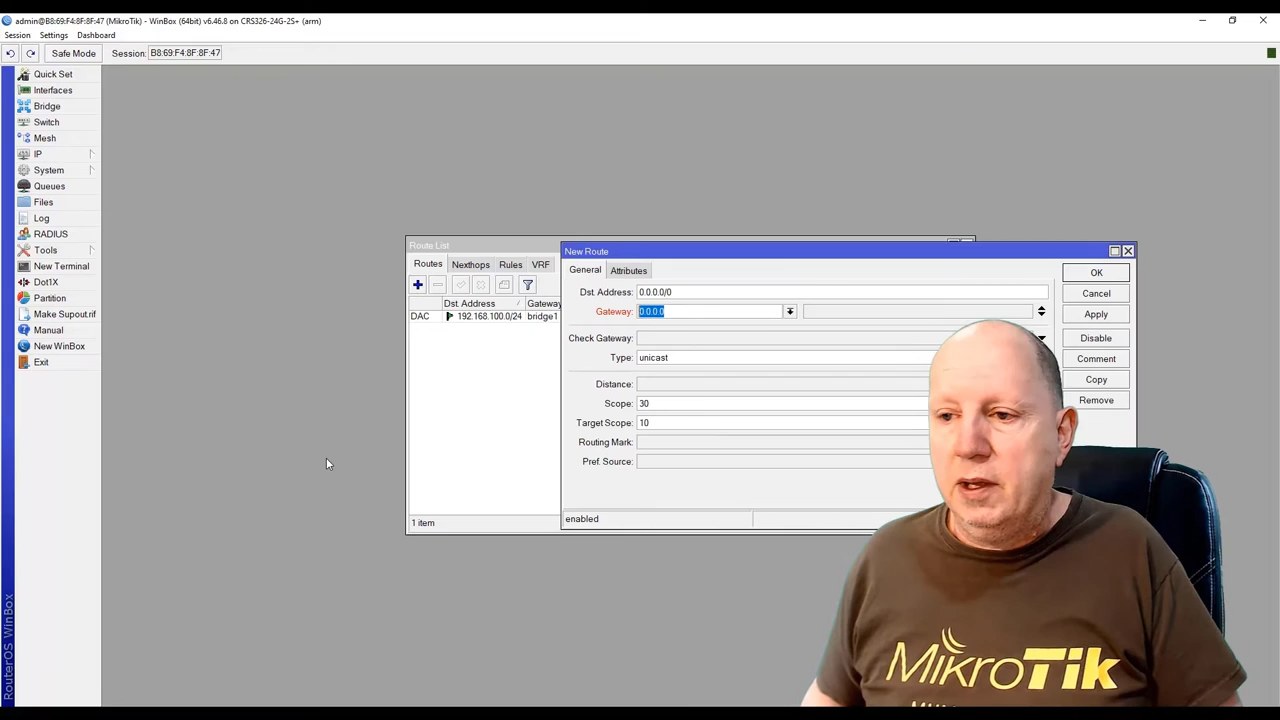 admin@B8:69:F4:8F:8F:47 (MikroTik) - WinBox (64bit) v6.46.8 on CRS326-24G-2S+ (arm)
Session Settings Dashboard
Safe Mode Session: B8:69:F4:8F:8F:47
Quick Set
Interfaces
Bridge
Switch
Mesh
IP
System
Queues
Files
Log
RADIUS
Tools
New Terminal
Dot1X
Partition
Make Supout.rif
Manual
New WinBox
Exit
RouterOS WinBox
Route List
Routes Nexthops Rules VRF
Dst. Address Gateway
DAC 192.168.100.0/24 bridge1
1 item
New Route
General Attributes
Dst. Address: 0.0.0.0/0
Gateway: 0.0.0.0
Check Gateway:
Type: unicast
Distance:
Scope: 30
Target Scope: 10
Routing Mark:
Pref. Source:
enabled
OK
Cancel
Apply
Disable
Comment
Copy
Remove
MikroTik